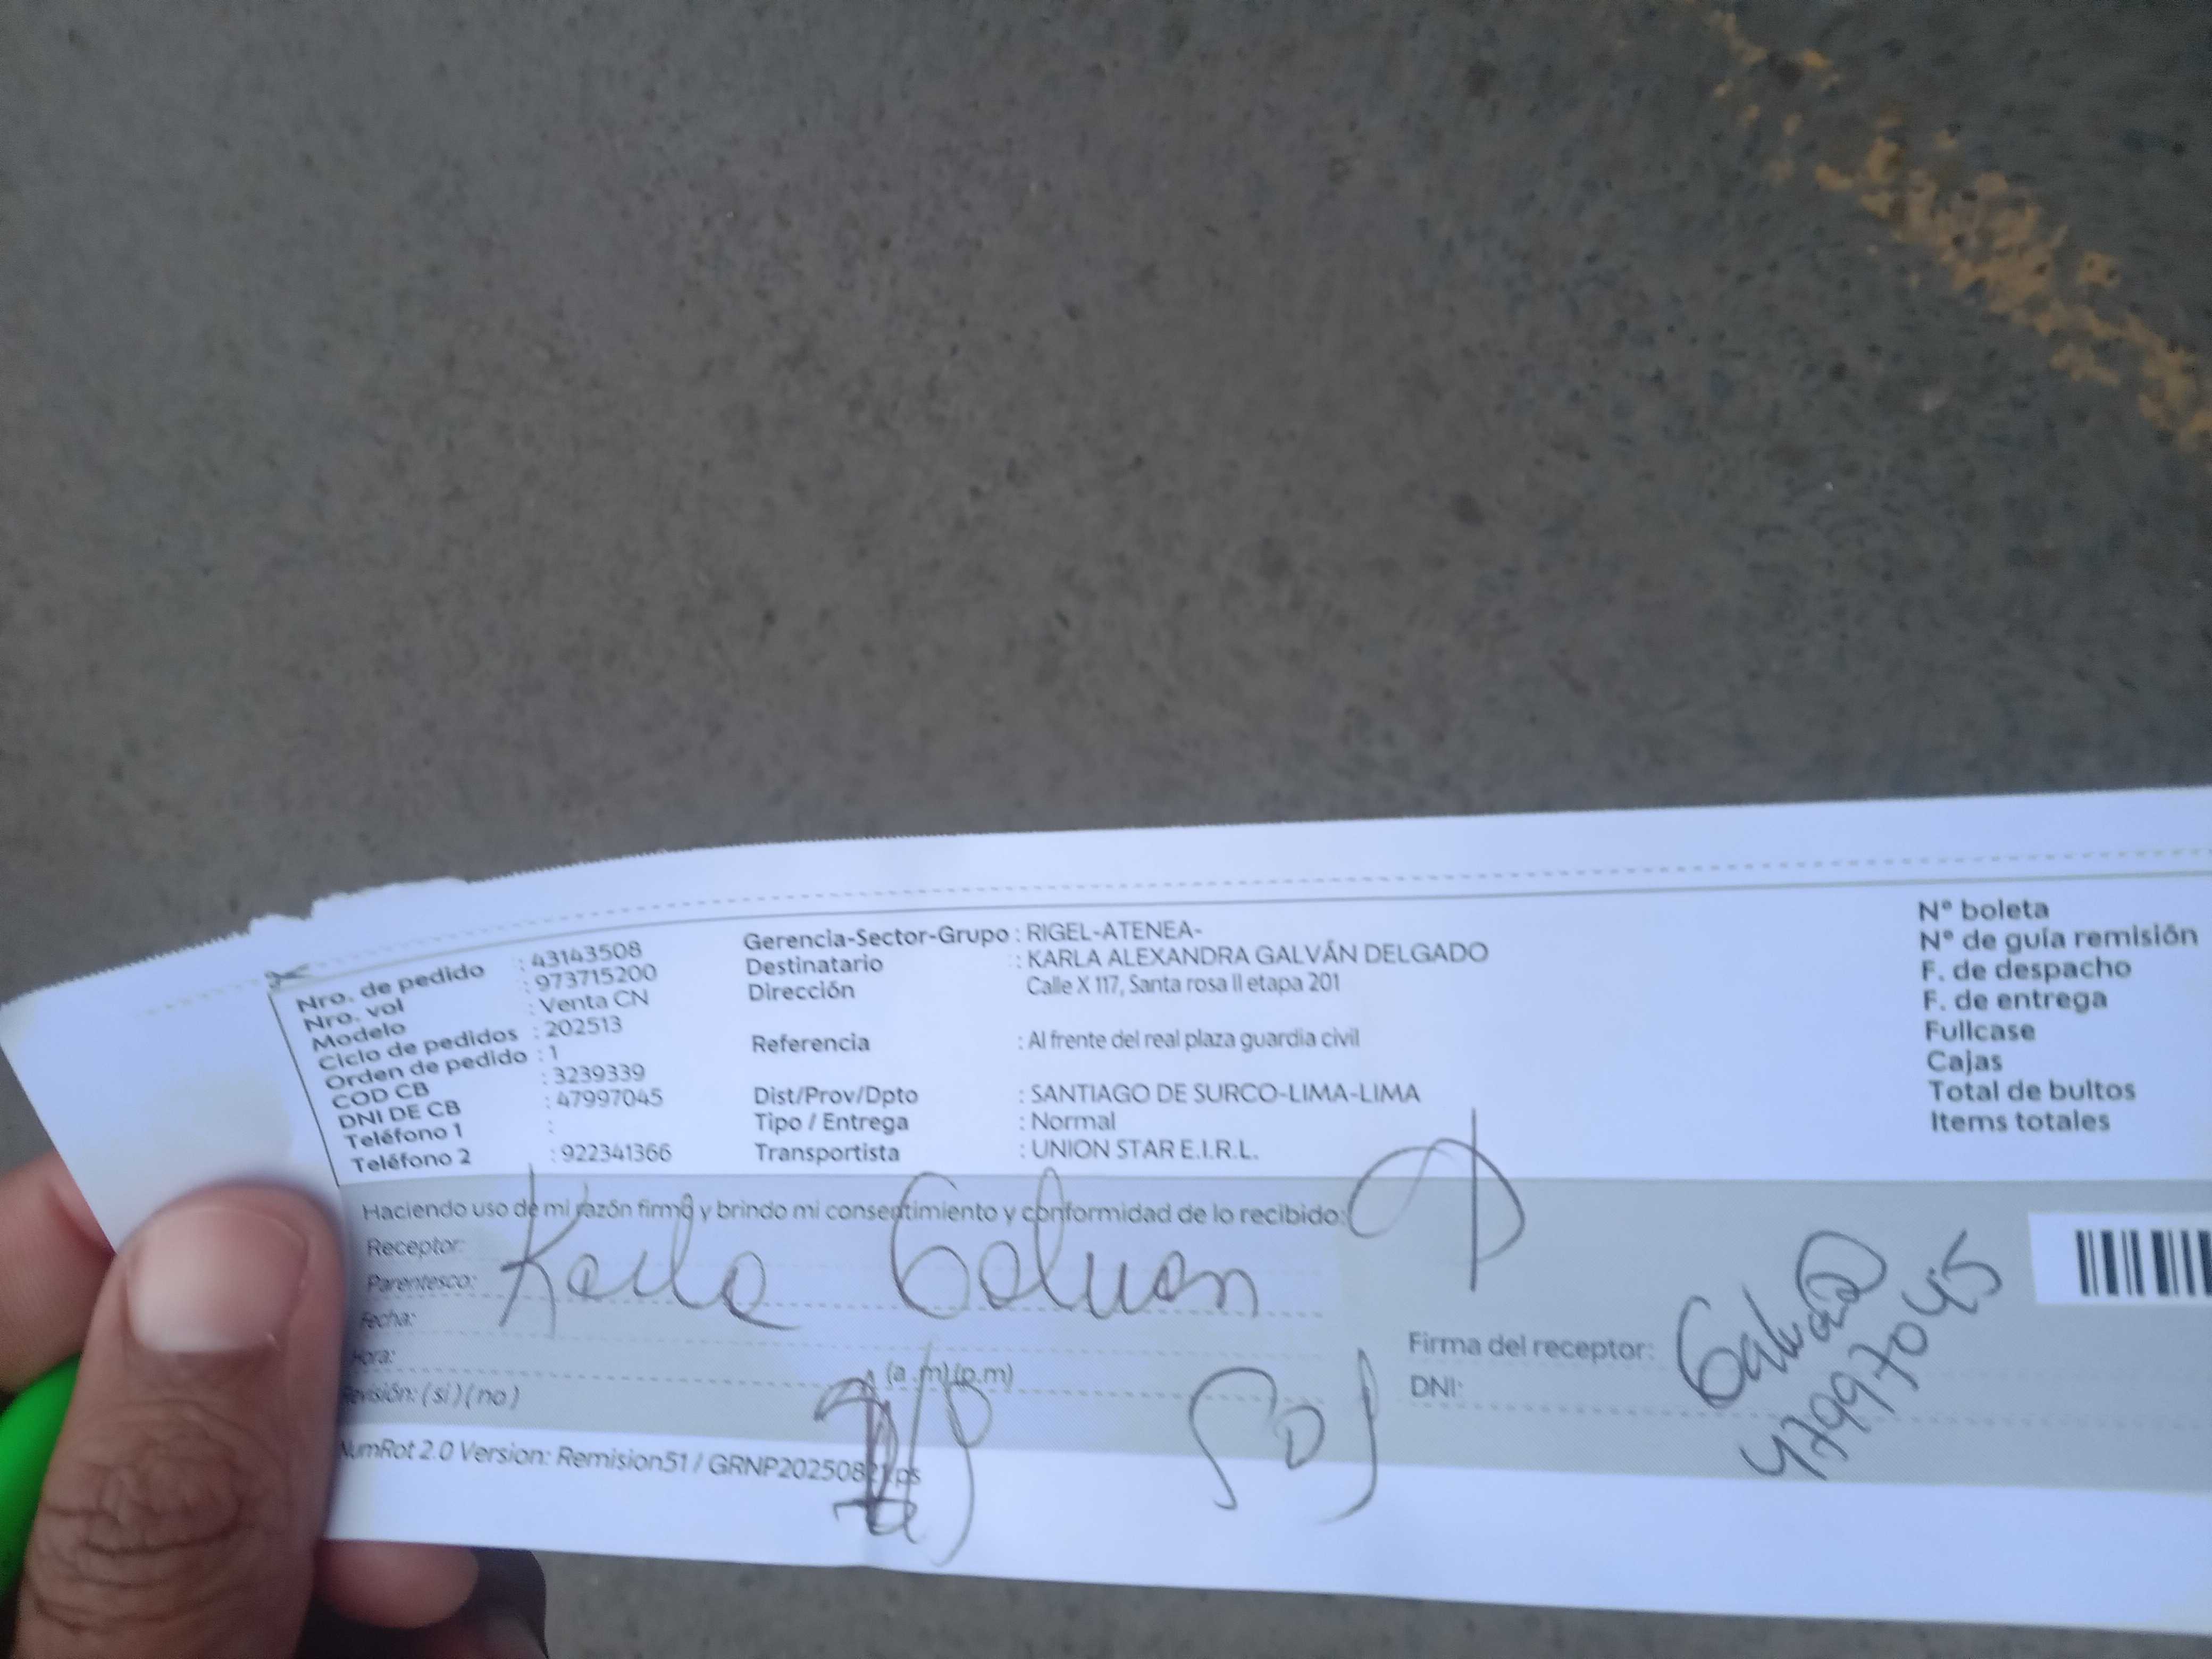 Nro. de pedido : 43143508
Nro. vol : 973715200
Modelo : Venta CN
Ciclo de pedidos : 202513
Orden de pedido : 1
COD CB : 3239339
DNI DE CB : 47997045
Teléfono 1 :
Teléfono 2 : 922341366
Gerencia-Sector-Grupo : RIGEL-ATENEA-
Destinatario : KARLA ALEXANDRA GALVÁN DELGADO
Dirección : Calle X 117, Santa rosa II etapa 201
Referencia : Al frente del real plaza guardia civil
Dist/Prov/Dpto : SANTIAGO DE SURCO-LIMA-LIMA
Tipo / Entrega : Normal
Transportista : UNION STAR E.I.R.L.
N° boleta
N° de guía remisión
F. de despacho
F. de entrega
Fullcase
Cajas
Total de bultos
Items totales
Haciendo uso de mi razón firmo y brindo mi consentimiento y conformidad de lo recibido:
Receptor:
Parentesco: Karla Galvan
Fecha:
Hora: (a.m)(p.m)
Revisión: (si) (no)
Firma del receptor: Galvan
DNI: 47997045
NumRot 2.0 Version: Remision51 / GRNP20250821.ps